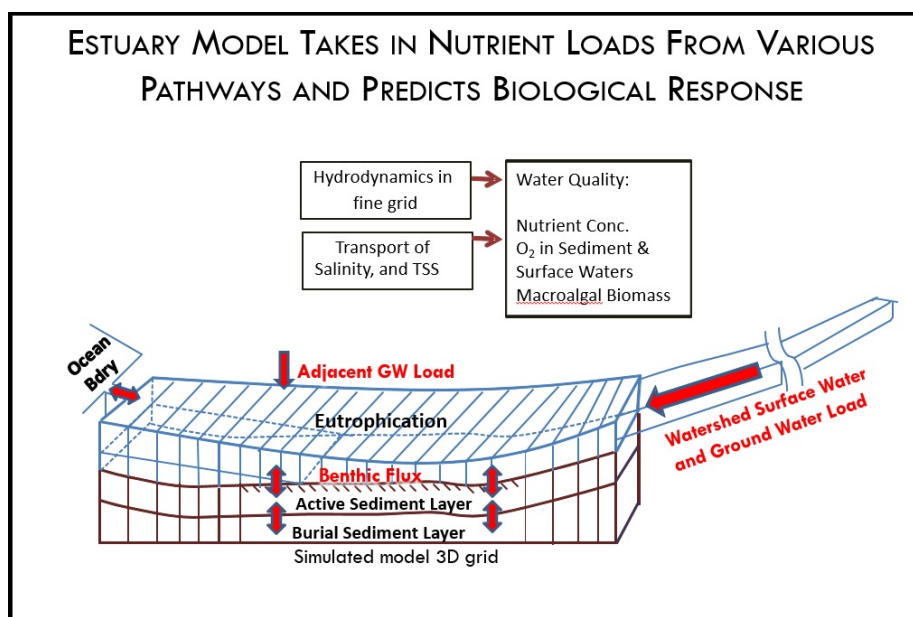 ESTUARY MODEL TAKES IN NUTRIENT LOADS FROM VARIOUS
PATHWAYS AND PREDICTS BIOLOGICAL RESPONSE
Hydrodynamics in
fine grid
Transport of
Salinity, and TSS
Water Quality:
Nutrient Conc.
O₂ in Sediment &
Surface Waters
Macroalgal Biomass
Ocean
Bdry
Adjacent GW Load
Eutrophication
Watershed Surface Water
and Ground Water Load
Benthic Flux
Active Sediment Layer
Burial Sediment Layer
Simulated model 3D grid